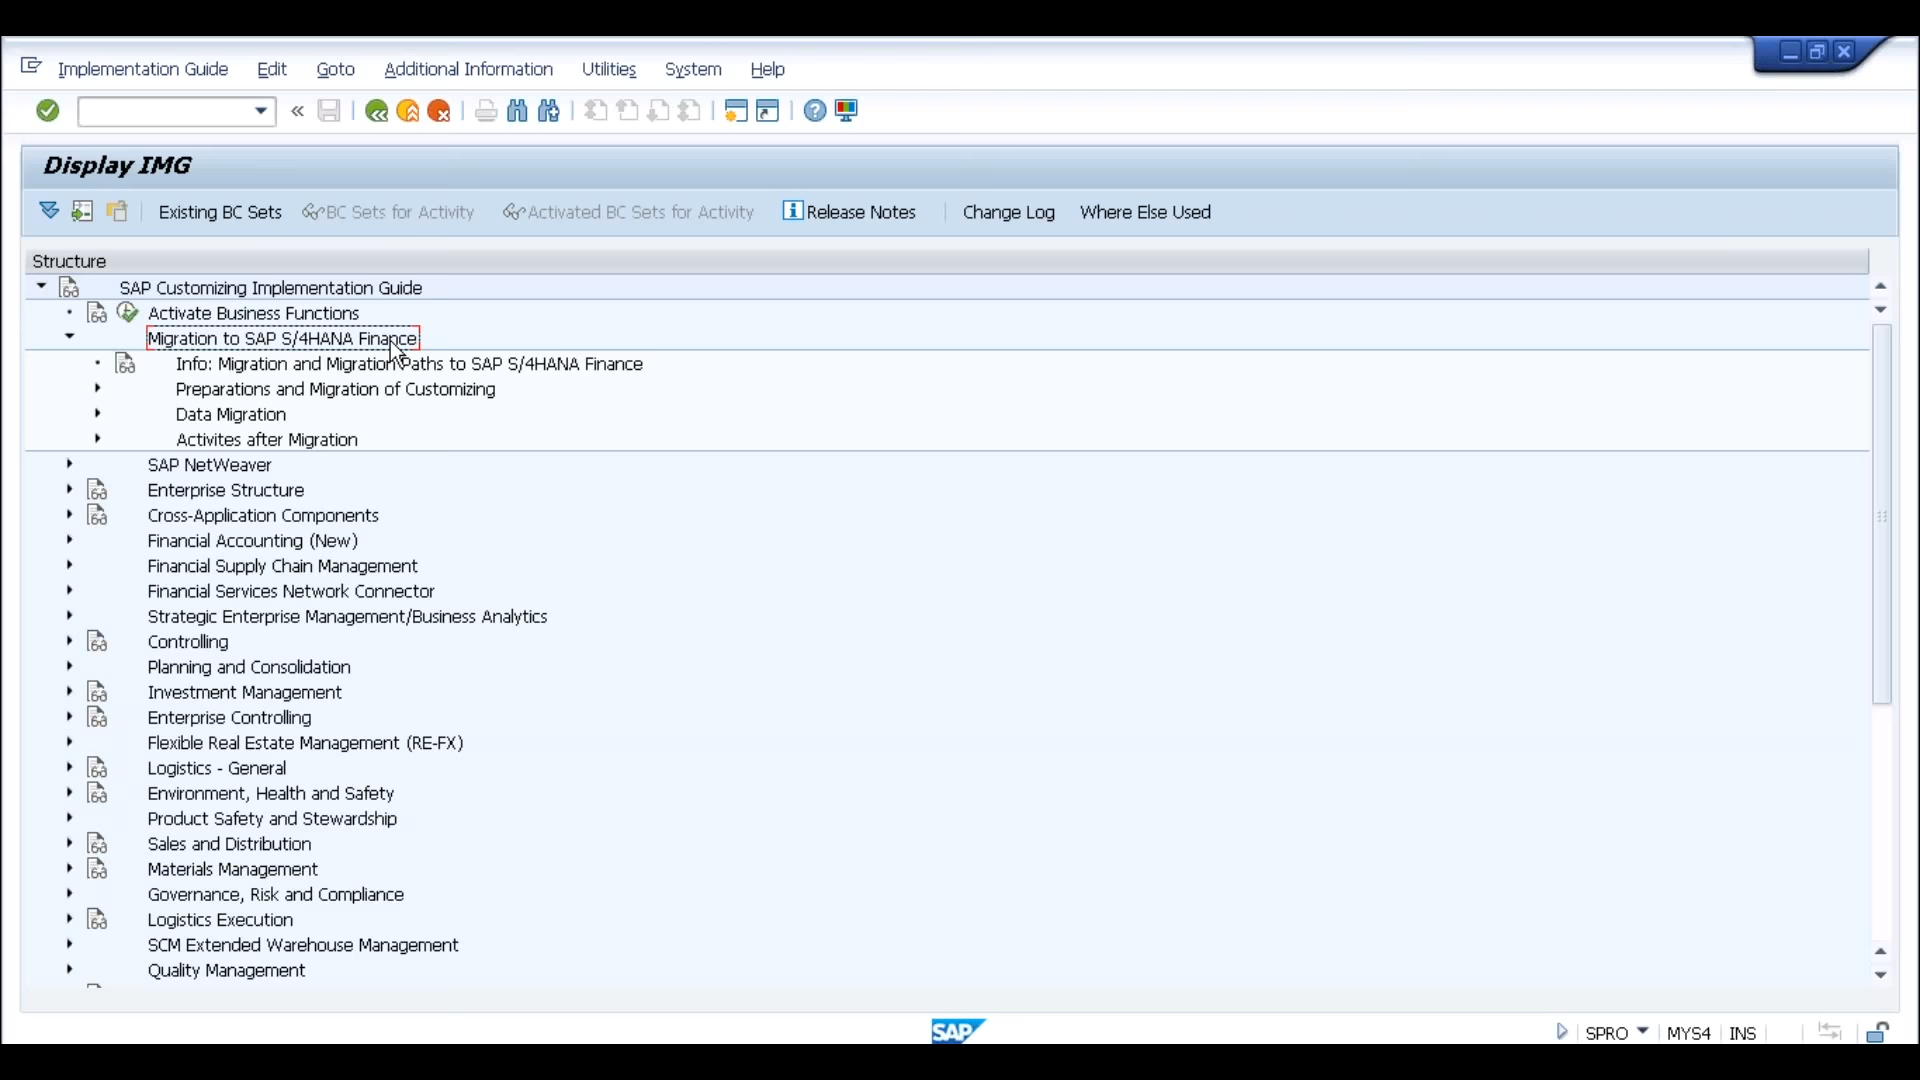 Implementation Guide Edit Goto Additional Information Utilities System Help
Display IMG
Existing BC Sets BC Sets for Activity Activated BC Sets for Activity Release Notes Change Log Where Else Used
Structure
SAP Customizing Implementation Guide
Activate Business Functions
Migration to SAP S/4HANA Finance
Info: Migration and Migration Paths to SAP S/4HANA Finance
Preparations and Migration of Customizing
Data Migration
Activites after Migration
SAP NetWeaver
Enterprise Structure
Cross-Application Components
Financial Accounting (New)
Financial Supply Chain Management
Financial Services Network Connector
Strategic Enterprise Management/Business Analytics
Controlling
Planning and Consolidation
Investment Management
Enterprise Controlling
Flexible Real Estate Management (RE-FX)
Logistics - General
Environment, Health and Safety
Product Safety and Stewardship
Sales and Distribution
Materials Management
Governance, Risk and Compliance
Logistics Execution
SCM Extended Warehouse Management
Quality Management
SAP SPRO MYS4 INS